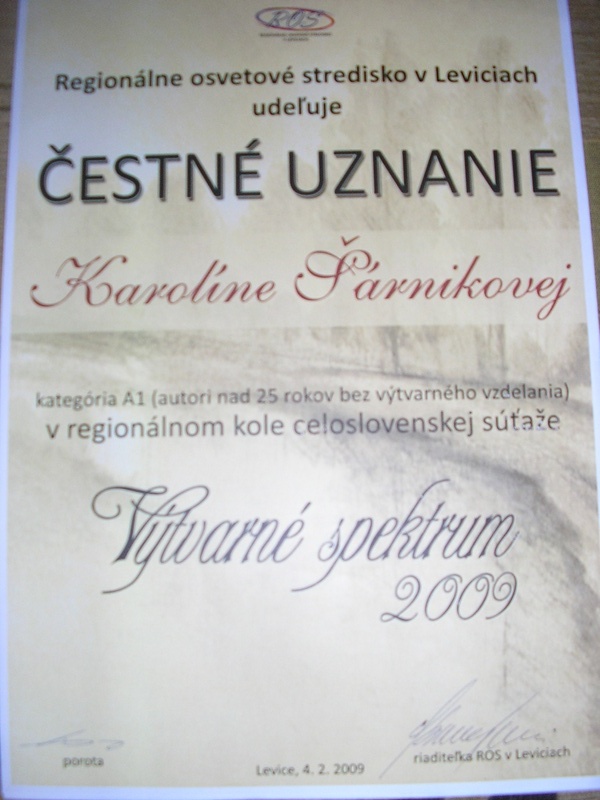 ROS
Regionálne osvetové stredisko v Leviciach
udeľuje
ČESTNÉ UZNANIE
Karolíne Šárnikovej
kategória A1 (autori nad 25 rokov bez výtvarného vzdelania)
v regionálnom kole celoslovenskej súťaže
Výtvarné spektrum
2009
porota
Levice, 4. 2. 2009
riaditeľka ROS v Leviciach